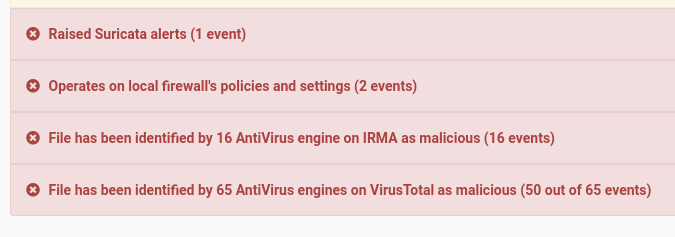 Raised Suricata alerts (1 event)
Operates on local firewall's policies and settings (2 events)
File has been identified by 16 AntiVirus engine on IRMA as malicious (16 events)
File has been identified by 65 AntiVirus engines on VirusTotal as malicious (50 out of 65 events)